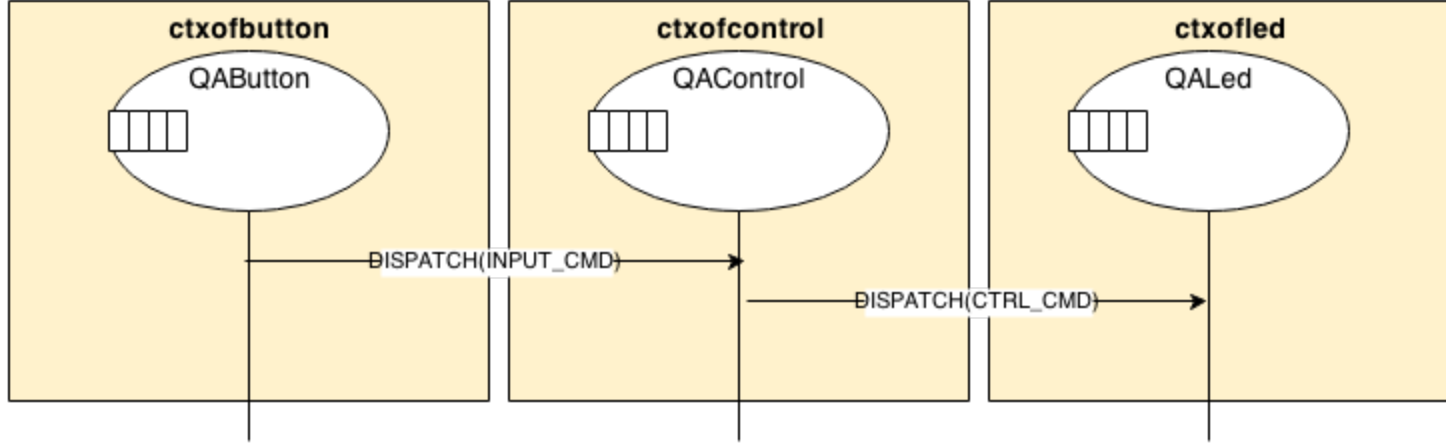 ctxofbutton
QAButton
ctxofcontrol
QAControl
ctxofled
QALed
DISPATCH(INPUT_CMD)
DISPATCH(CTRL_CMD)